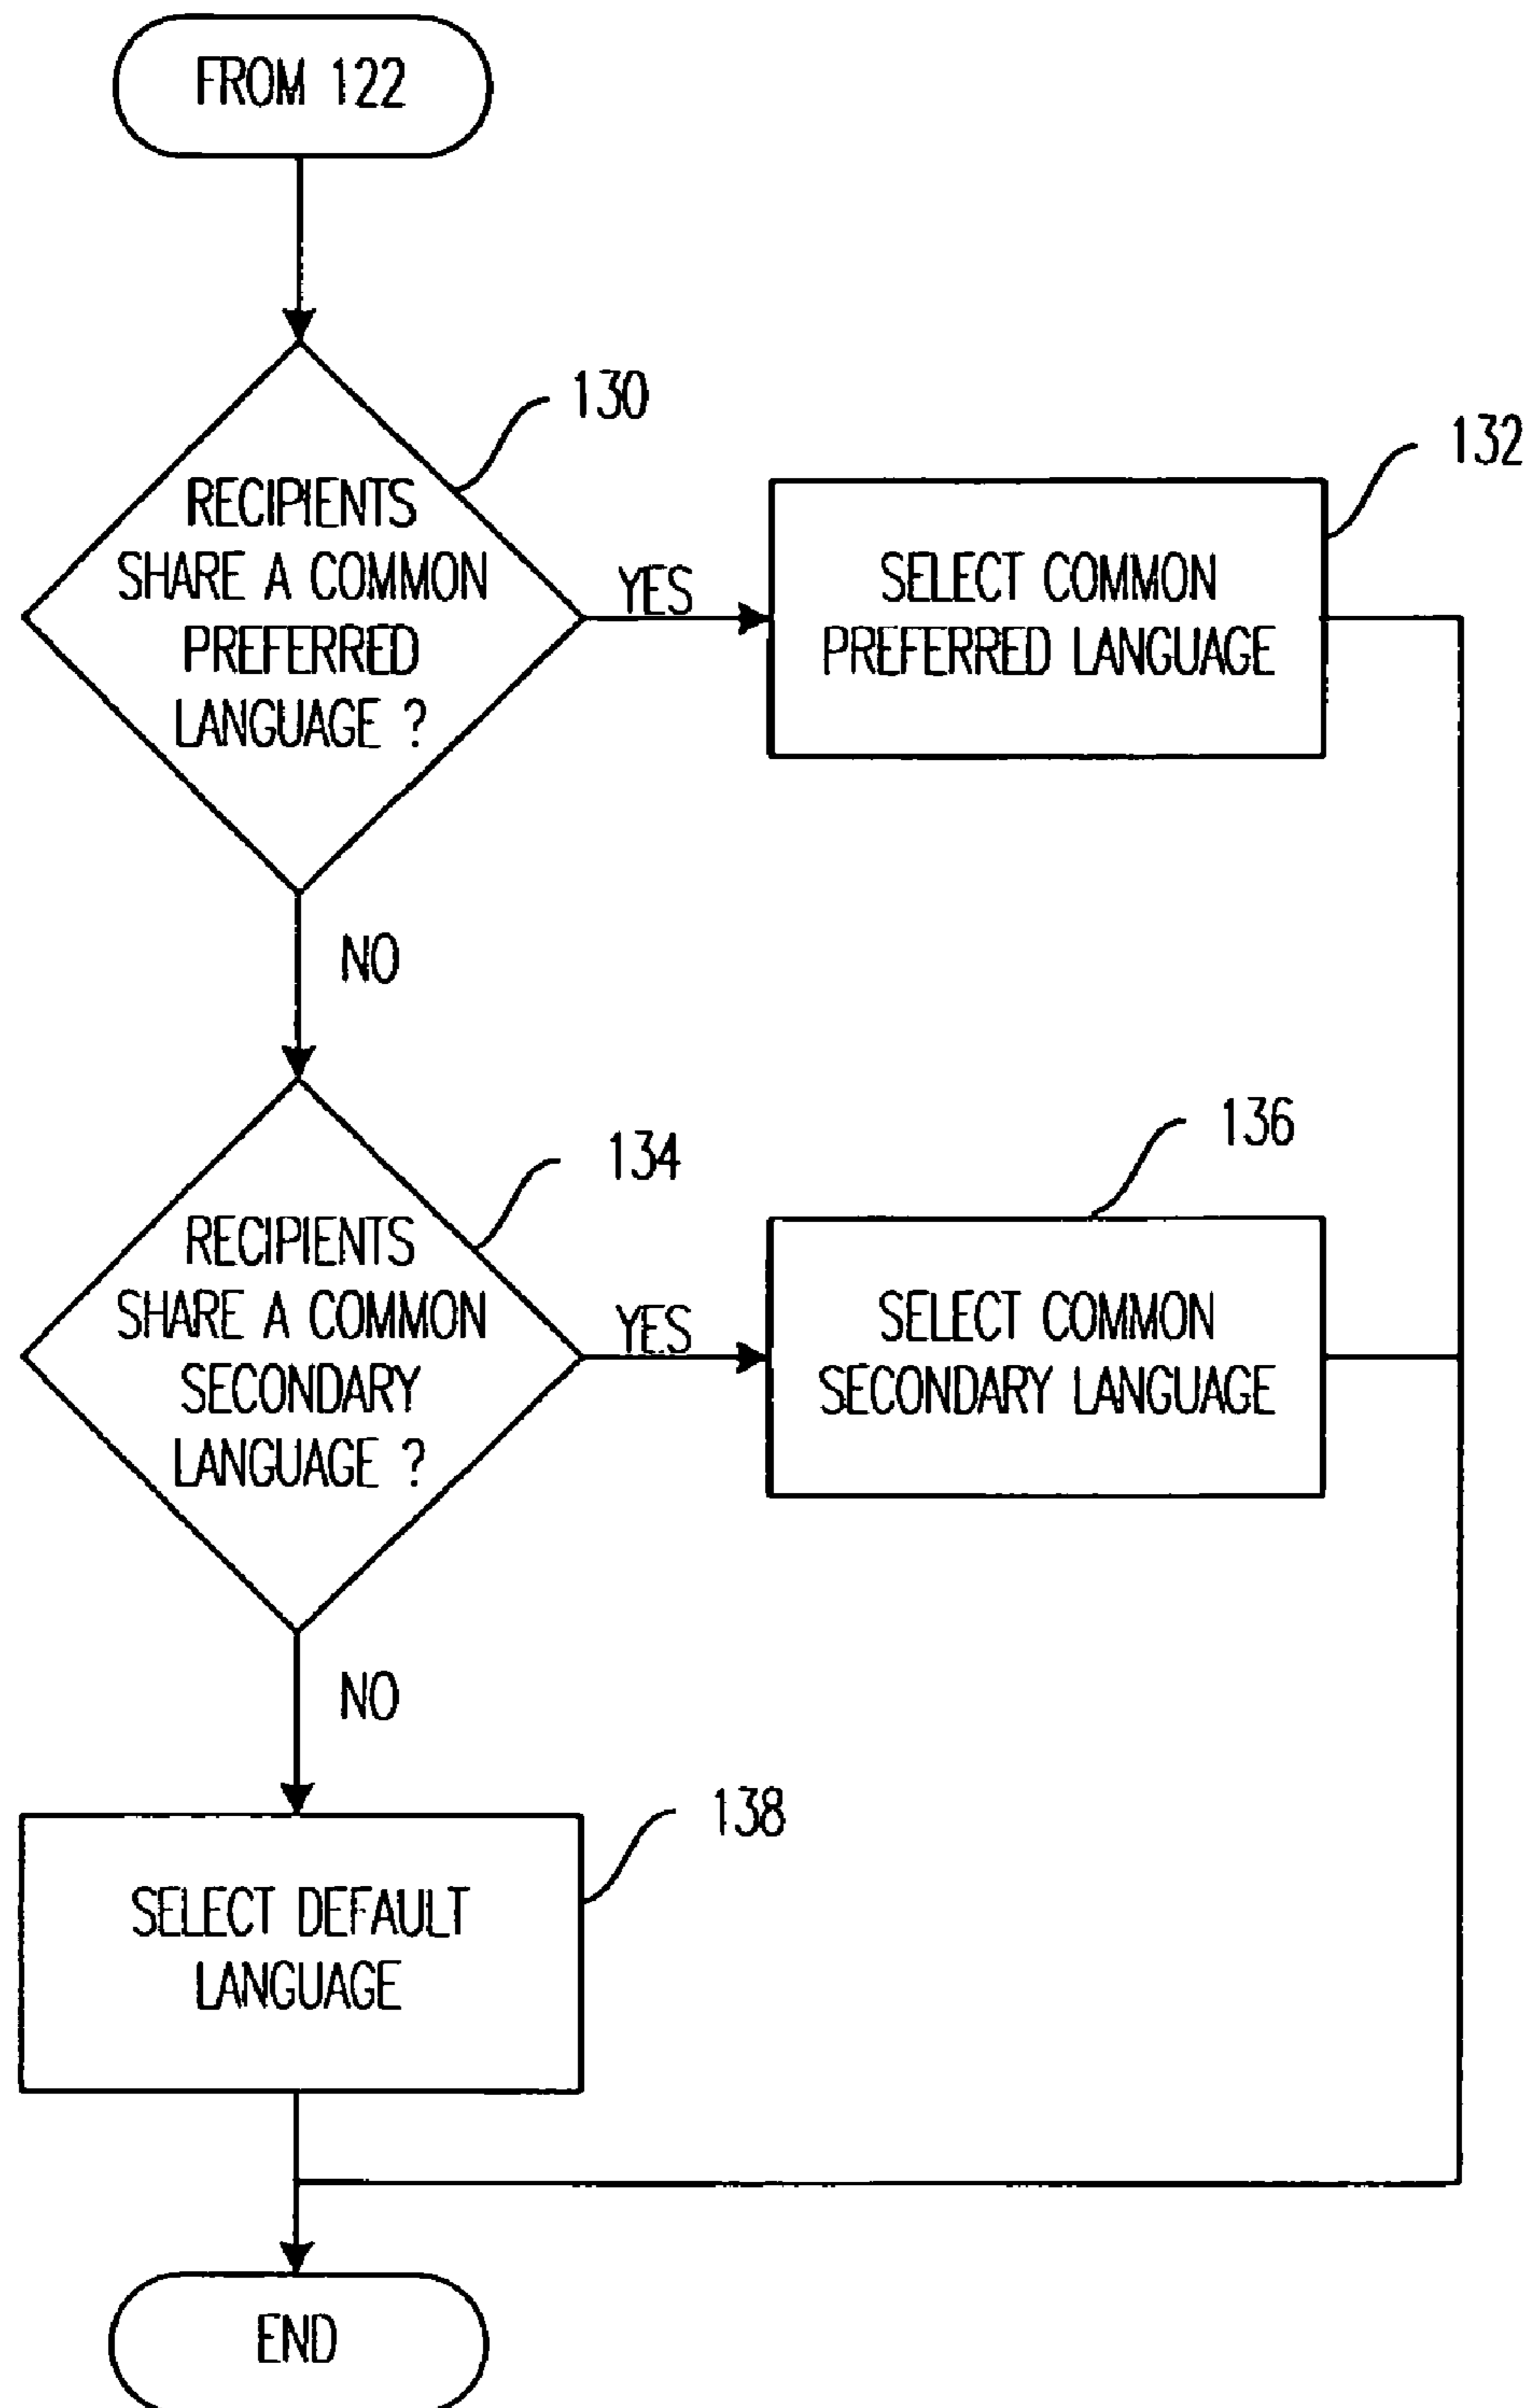 FROM 122
130
RECIPIENTS
SHARE A COMMON
PREFERRED
LANGUAGE ?
YES
132
SELECT COMMON
PREFERRED LANGUAGE
NO
134
RECIPIENTS
SHARE A COMMON
SECONDARY
LANGUAGE ?
YES
136
SELECT COMMON
SECONDARY LANGUAGE
NO
138
SELECT DEFAULT
LANGUAGE
END